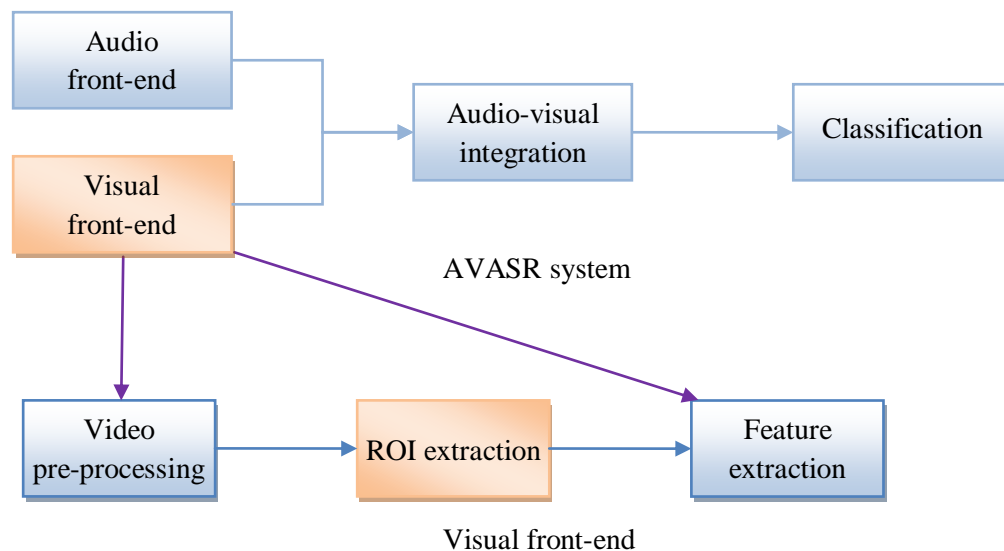 Audio
front-end
Audio-visual
integration
Classification
Visual
front-end
AVASR system
Video
pre-processing
ROI extraction
Feature
extraction
Visual front-end